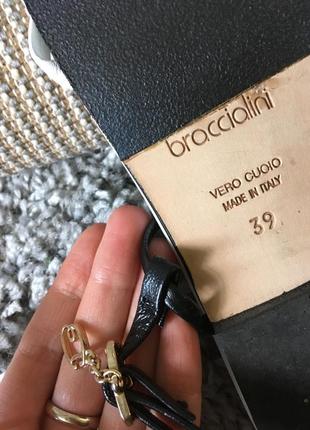 braccialini
VERO CUOIO
MADE IN ITALY
39